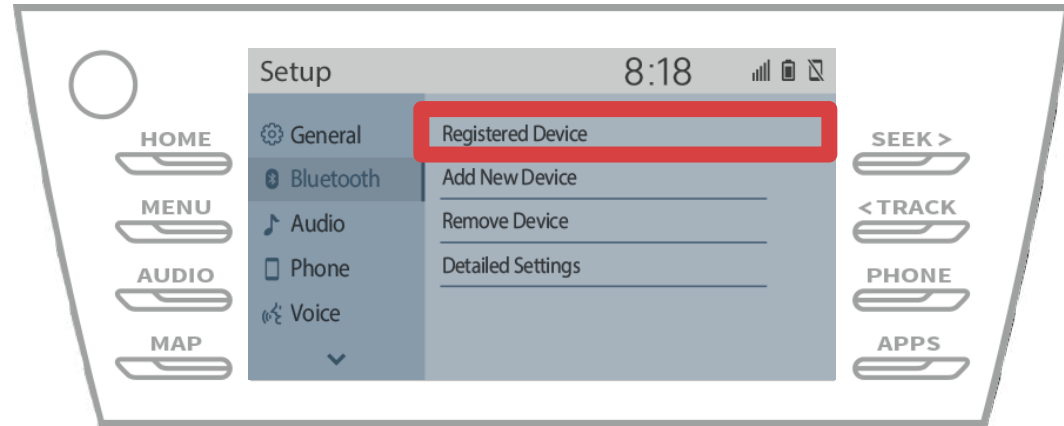 Setup 8:18
HOME
MENU
AUDIO
MAP
General
Bluetooth
Audio
Phone
Voice
Registered Device
Add New Device
Remove Device
Detailed Settings
SEEK >
< TRACK
PHONE
APPS